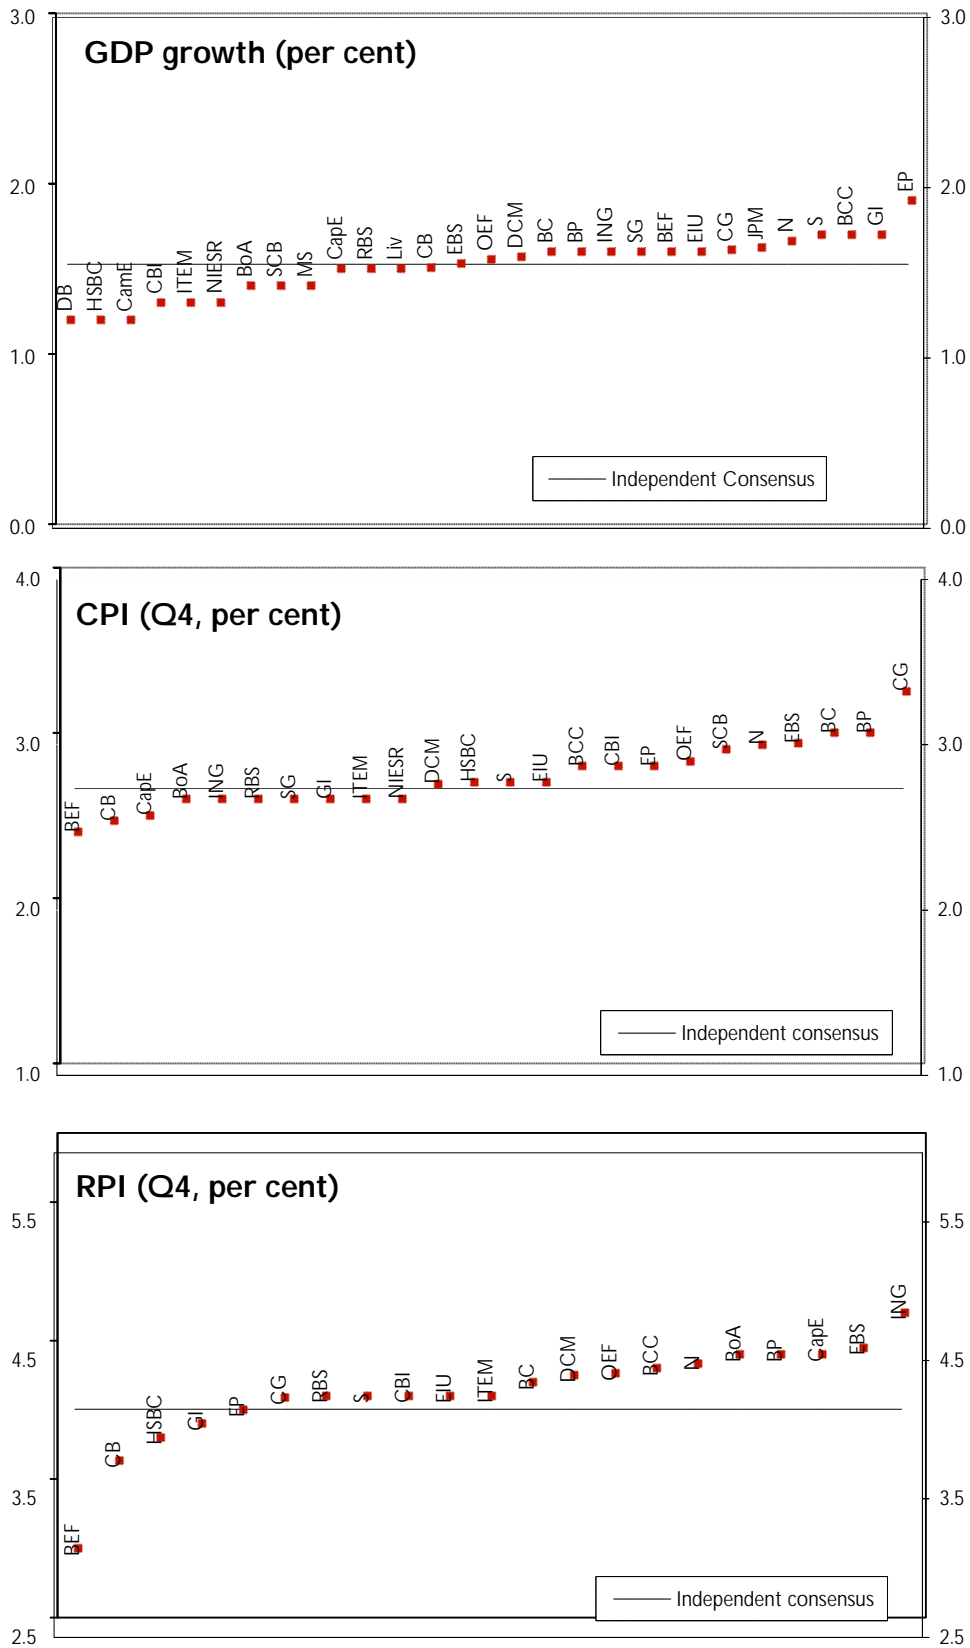 3.0 3.0
GDP growth (per cent)
2.0 2.0
DB HSBC CamE CBI ITEM NIESR BoA SCB MS CapE RBS Liv CB EBS OEF DCM BC BP ING SG BEF EIU CG JPM N S BCC GI EP
1.0 1.0
Independent Consensus
0.0 0.0
4.0 4.0
CPI (Q4, per cent)
3.0 3.0
BEF CB CapE BoA ING RBS SG GI ITEM NIESR DCM HSBC S EIU BCC CBI EP OEF SCB N EBS BC BP CG
2.0 2.0
Independent consensus
1.0 1.0
RPI (Q4, per cent)
5.5 5.5
4.5 4.5
BEF CB HSBC GI EP CG RBS S CBI EIU ITEM BC DCM OEF BCC N BoA BP CapE EBS ING
3.5 3.5
Independent consensus
2.5 2.5